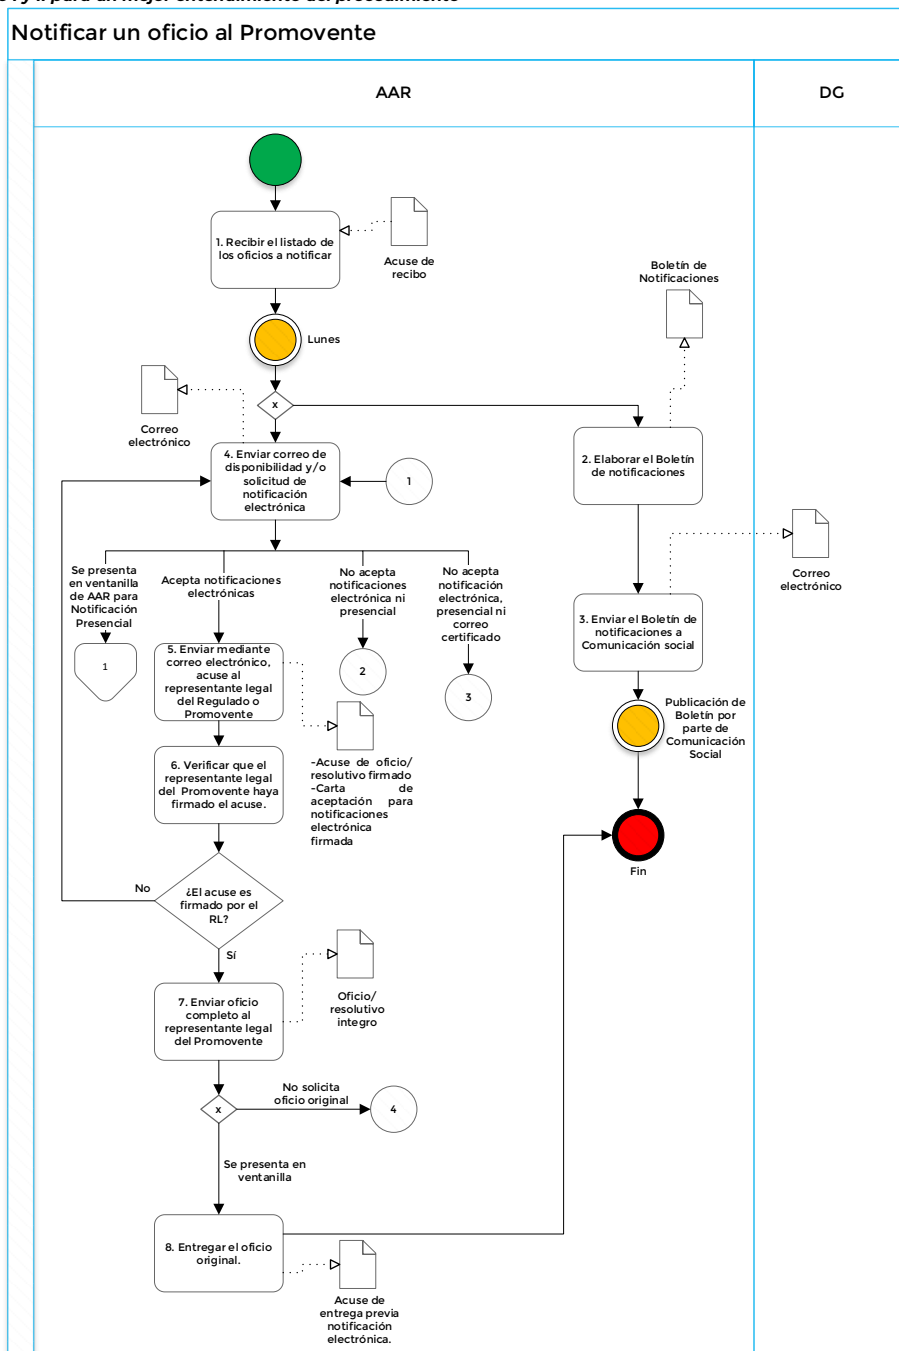 y II para un mejor entendimiento del procedimiento
Notificar un oficio al Promovente
AAR
DG
1. Recibir el listado de
los oficios a notificar
Acuse de
recibo
Boletín de
Notificaciones
Lunes
x
Correo
electrónico
4. Enviar correo de
disponibilidad y/o
solicitud de
notificación
electrónica
1
2. Elaborar el Boletín
de notificaciones
Correo
electrónico
Se presenta
en ventanilla
de AAR para
Notificación
Presencial
Acepta notificaciones
electrónicas
No acepta
notificaciones
electrónica ni
presencial
No acepta
notificación
electrónica,
presencial ni
correo
certificado
3. Enviar el Boletín de
notificaciones a
Comunicación social
1
5. Enviar mediante
correo electrónico,
acuse al
representante legal
del Regulado o
Promovente
2
3
Publicación de
Boletín por
parte de
Comunicación
Social
-Acuse de oficio/
resolutivo firmado
-Carta de
aceptación para
notificaciones
electrónica
firmada
6. Verificar que el
representante legal
del Promovente haya
firmado el acuse.
Fin
No
¿El acuse es
firmado por el
RL?
Sí
7. Enviar oficio
completo al
representante legal
del Promovente
Oficio/
resolutivo
integro
x
No solicita
oficio original
4
Se presenta en
ventanilla
8. Entregar el oficio
original.
Acuse de
entrega previa
notificación
electrónica.